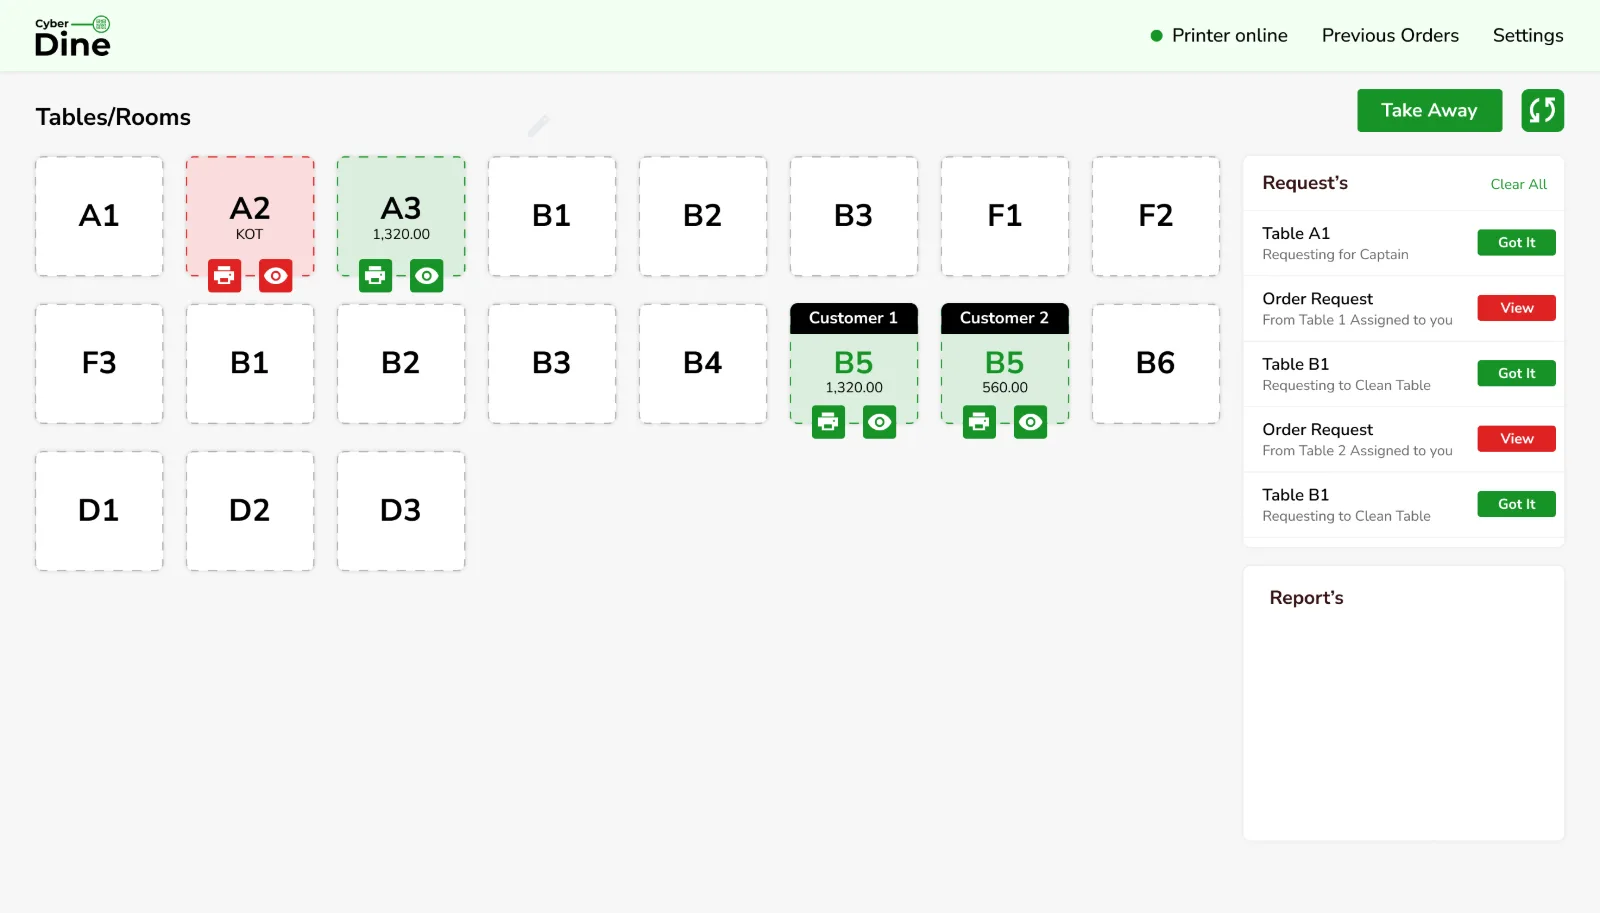 Cyber
Dine
Printer online
Previous Orders
Settings
Tables/Rooms
Take Away
A1
A2
KOT
A3
1,320.00
B1
B2
B3
F1
F2
F3
B1
B2
B3
B4
Customer 1
B5
1,320.00
Customer 2
B5
560.00
B6
D1
D2
D3
Request’s
Clear All
Table A1
Requesting for Captain
Got It
Order Request
From Table 1 Assigned to you
View
Table B1
Requesting to Clean Table
Got It
Order Request
From Table 2 Assigned to you
View
Table B1
Requesting to Clean Table
Got It
Report’s